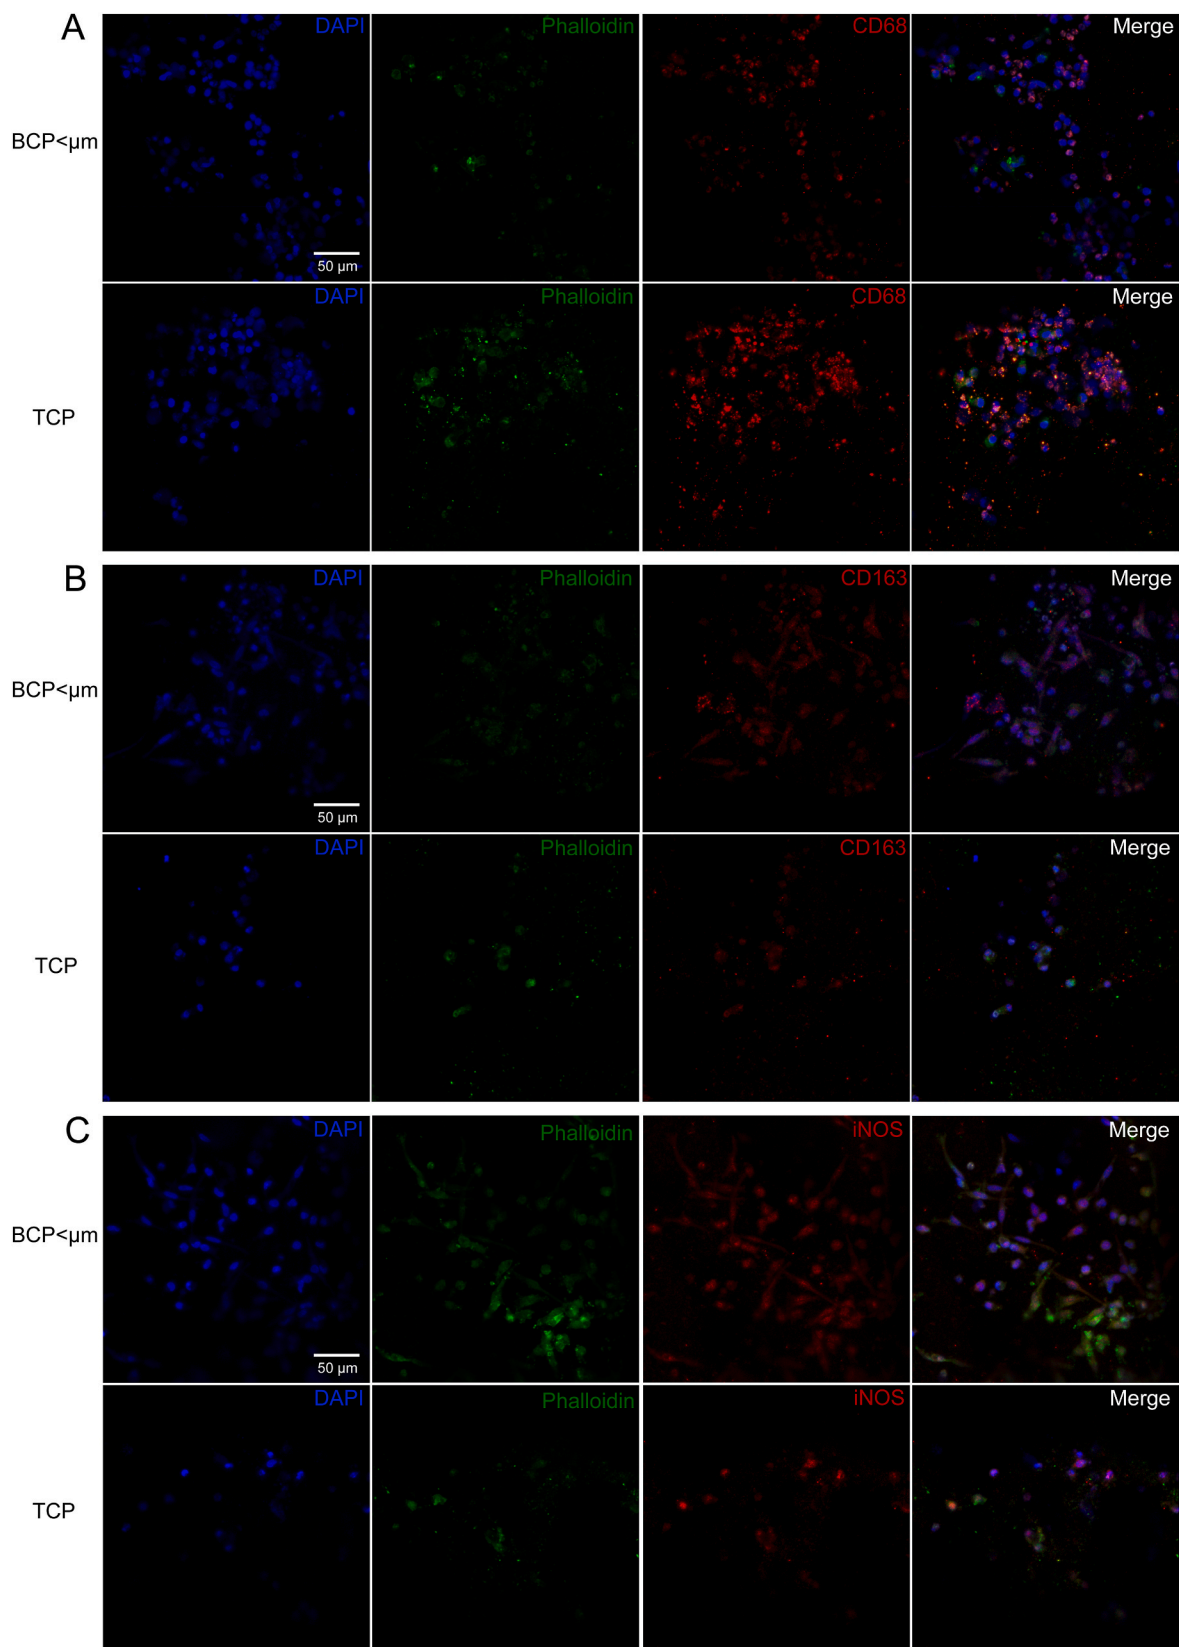 A
DAPI Phalloidin CD68 Merge
BCP<µm
50 µm
DAPI Phalloidin CD68 Merge
TCP
B
DAPI Phalloidin CD163 Merge
BCP<µm
50 µm
DAPI Phalloidin CD163 Merge
TCP
C
DAPI Phalloidin iNOS Merge
BCP<µm
50 µm
DAPI Phalloidin iNOS Merge
TCP